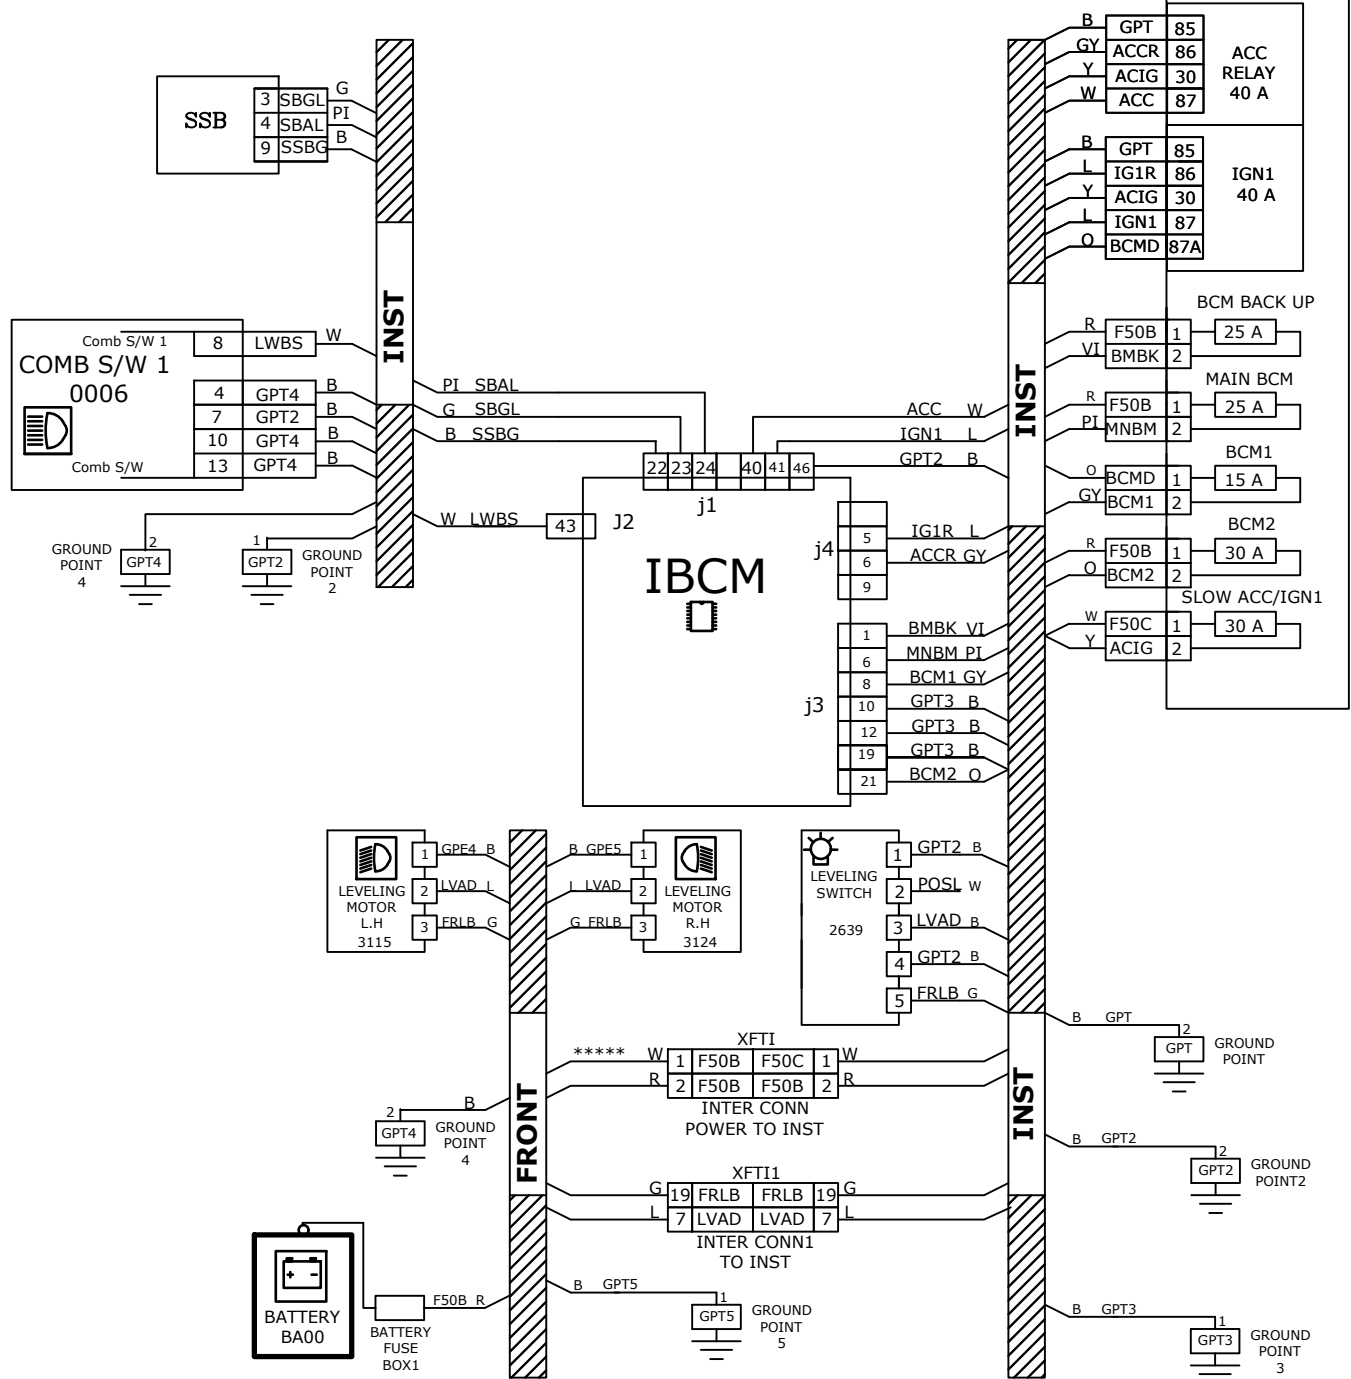 B GPT 85
GY ACCR 86
Y ACIG 30
W ACC 87
ACC
RELAY
40 A
B GPT 85
L IG1R 86
Y ACIG 30
L IGN1 87
O BCMD 87A
IGN1
40 A
SSB
3 SBGL G
4 SBAL PI
9 SSBG B
INST
Comb S/W 1
COMB S/W 1
0006
Comb S/W
8 LWBS W
4 GPT4 B
7 GPT2 B
10 GPT4 B
13 GPT4 B
GROUND
POINT
4
2
GPT4
1
GPT2
GROUND
POINT
2
PI SBAL
G SBGL
B SSBG
W LWBS 43
J2
22 23 24 40 41 46
j1
ACC W
IGN1 L
GPT2 B
IBCM
j4
5 IG1R L
6 ACCR GY
9
j3
1 BMBK VI
6 MNBM PI
8 BCM1 GY
10 GPT3 B
12 GPT3 B
19 GPT3 B
21 BCM2 O
INST
BCM BACK UP
R F50B 1 25 A
VI BMBK 2
MAIN BCM
R F50B 1 25 A
PI MNBM 2
BCM1
O BCMD 1 15 A
GY BCM1 2
BCM2
R F50B 1 30 A
O BCM2 2
SLOW ACC/IGN1
W F50C 1 30 A
Y ACIG 2
LEVELING
MOTOR
L.H
3115
1 GPE4 B
2 LVAD L
3 FRLB G
B GPE5 1
L LVAD 2
G FRLB 3
LEVELING
MOTOR
R.H
3124
LEVELING
SWITCH
2639
1 GPT2 B
2 POSL W
3 LVAD B
4 GPT2 B
5 FRLB G
FRONT
INST
XFTI
***** W 1 F50B F50C 1 W
R 2 F50B F50B 2 R
INTER CONN
POWER TO INST
B
2
GPT4
GROUND
POINT
4
XFTI1
G 19 FRLB FRLB 19 G
L 7 LVAD LVAD 7 L
INTER CONN1
TO INST
B GPT
2
GPT
GROUND
POINT
B GPT2
2
GPT2
GROUND
POINT2
B GPT3
1
GPT3
GROUND
POINT
3
+ -
BATTERY
BA00
F50B R
BATTERY
FUSE
BOX1
B GPT5
1
GPT5
GROUND
POINT
5